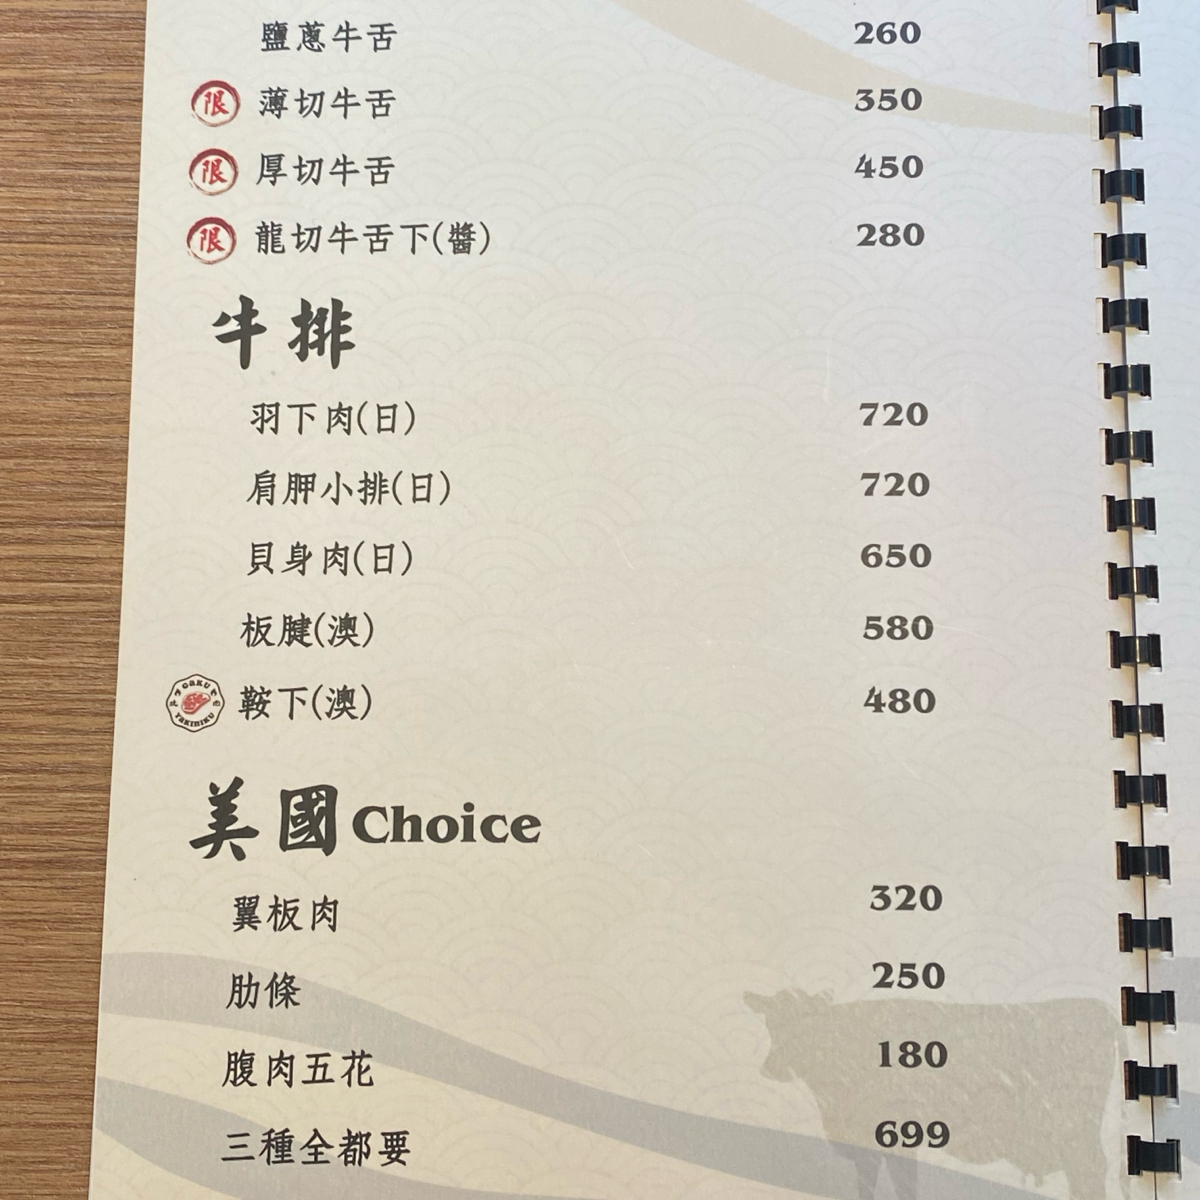 鹽蔥牛舌 260
限 薄切牛舌 350
限 厚切牛舌 450
限 龍切牛舌下(醬) 280
牛排
羽下肉(日) 720
肩胛小排(日) 720
貝身肉(日) 650
板腱(澳) 580
鞍下(澳) 480
美國Choice
翼板肉 320
肋條 250
腹肉五花 180
三種全都要 699